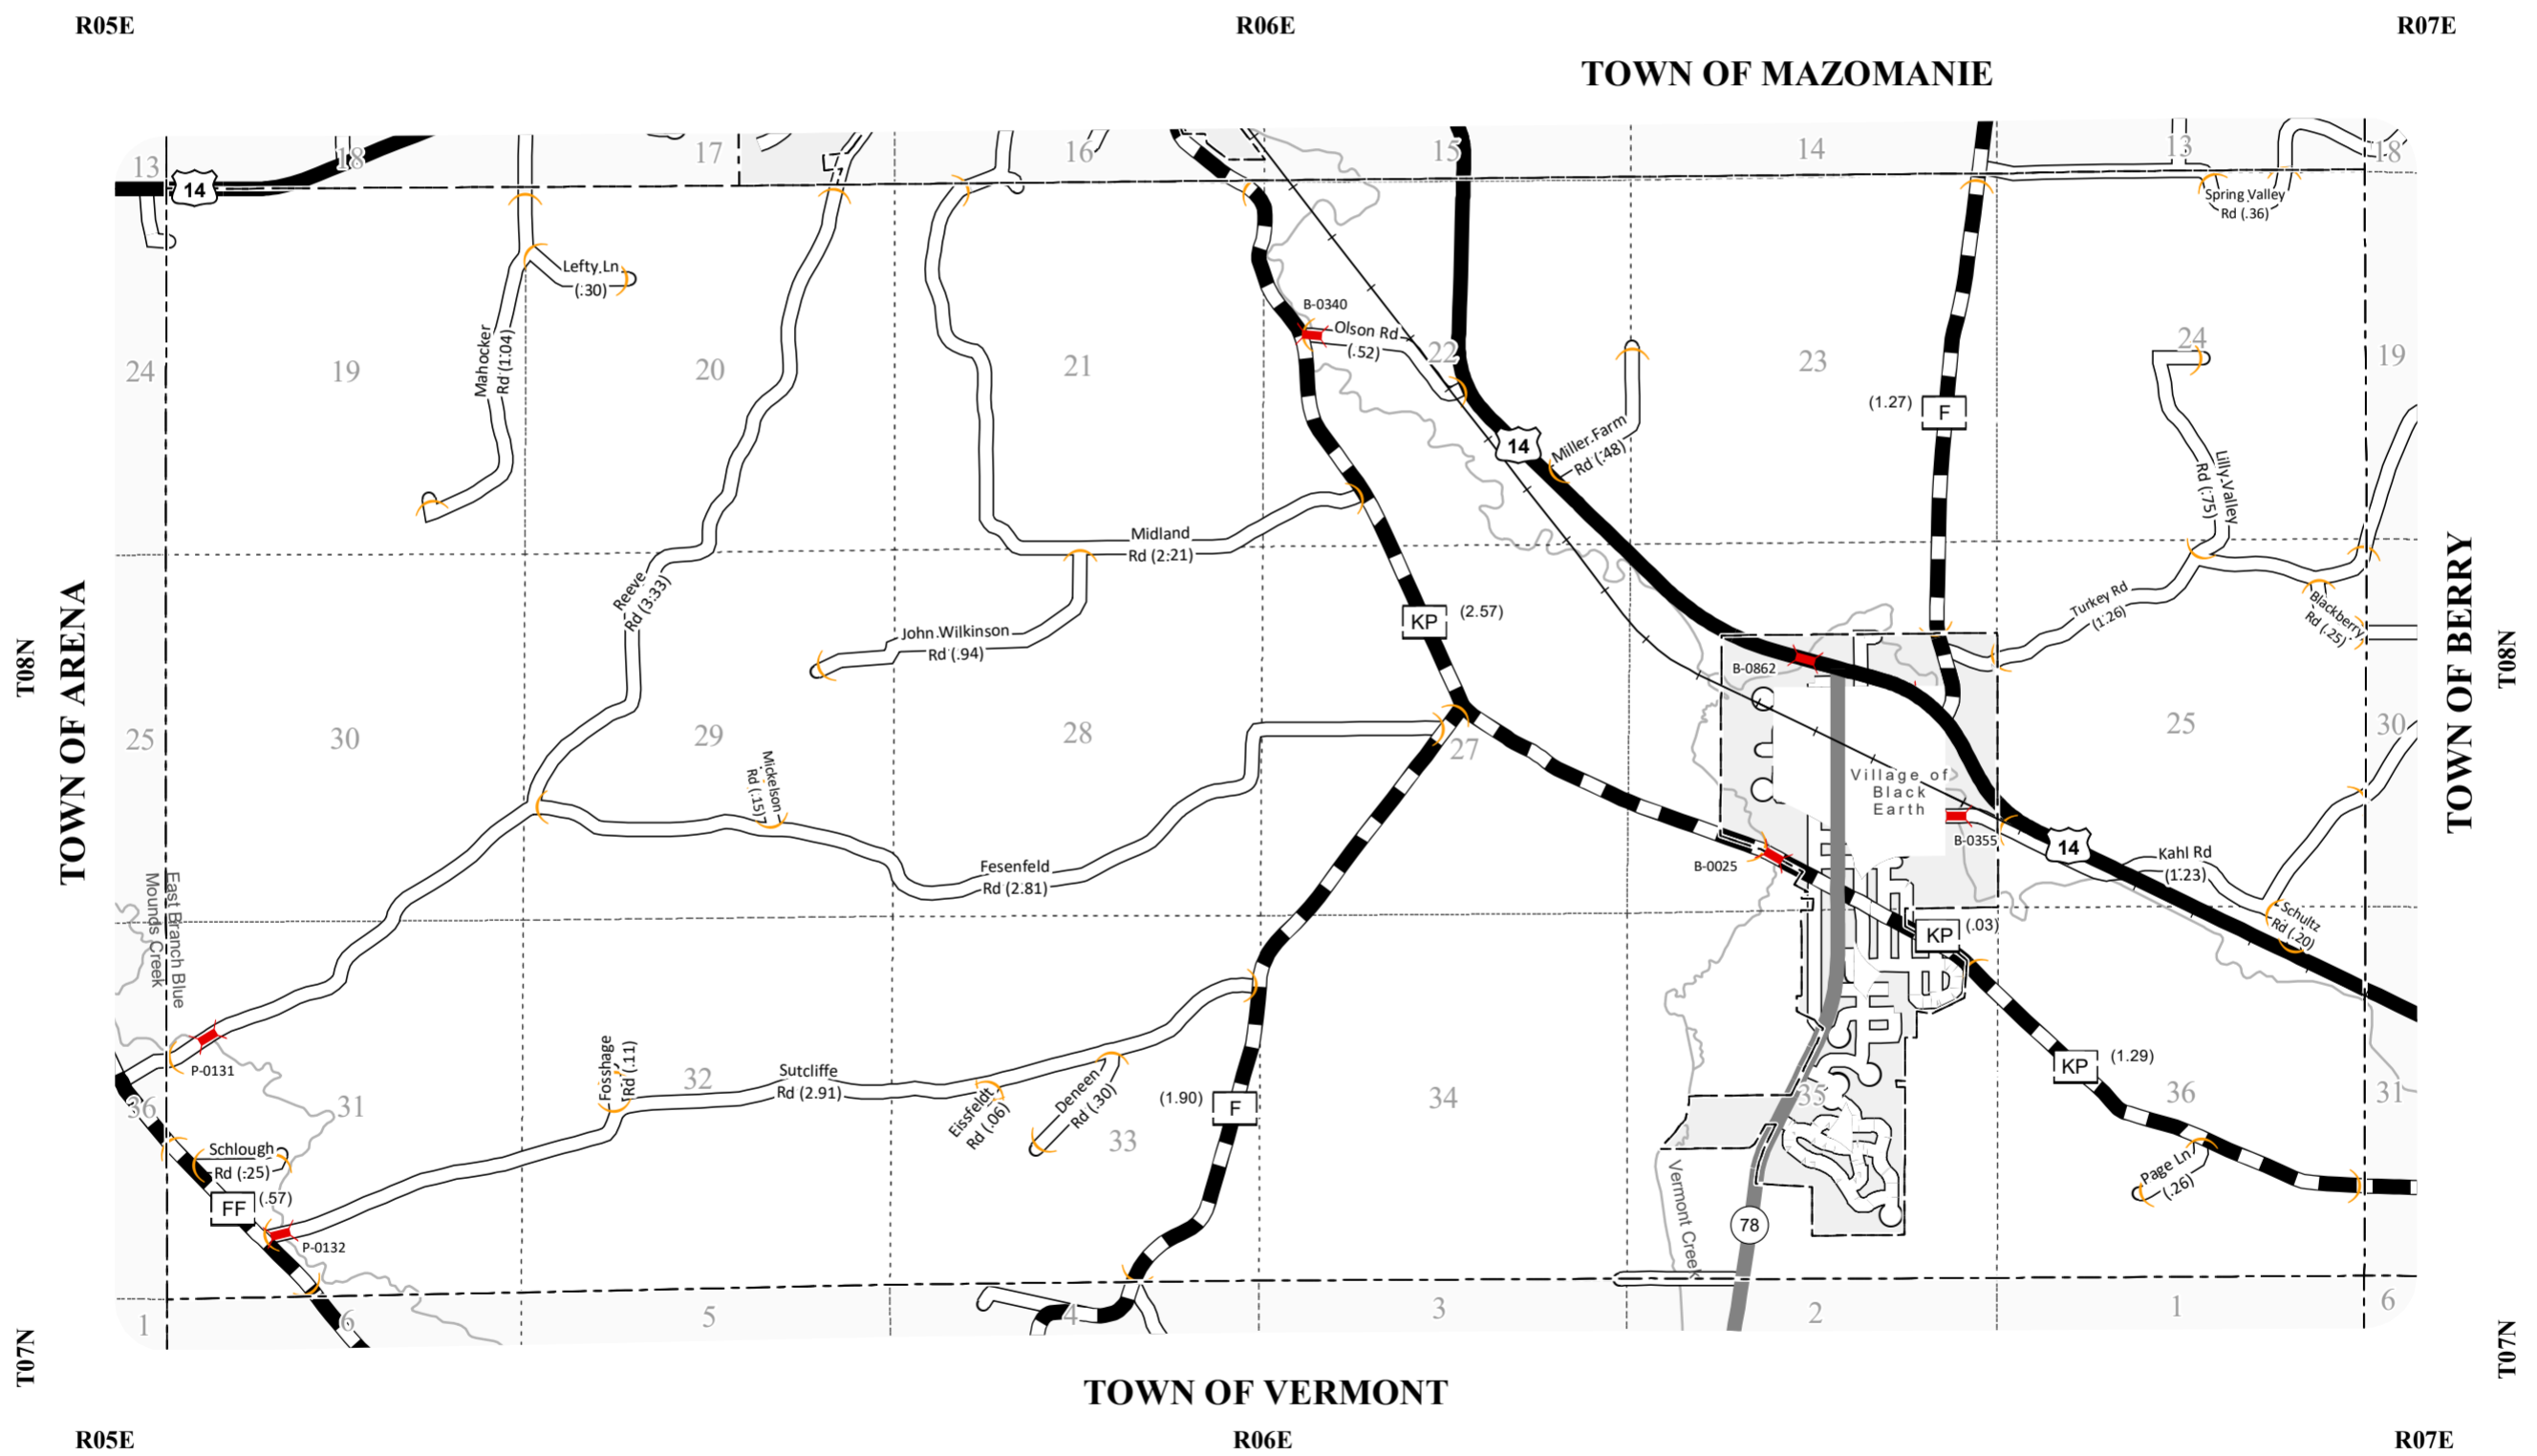 R05E
R06E
R07E
TOWN OF MAZOMANIE
13
18
17
16
15
14
13
18
14
Spring Valley
Rd (.36)
Lefty Ln
(.30)
B-0340
Olson Rd
(.52)
Mahocker
Rd (1.04)
24
19
20
21
22
23
24
19
(1.27)
F
14
Miller Farm
Rd (.48)
Lilly Valley
Rd (.75)
Midland
Rd (2.21)
Reeve
Rd (3.33)
John Wilkinson
Rd (.94)
KP
(2.57)
Turkey Rd
(1.26)
Blackberry
Rd (.25)
TOWN OF ARENA
T08N
TOWN OF BERRY
T08N
B-0862
25
30
29
28
27
25
30
Mickelson
Rd (.15)
Village of
Black
Earth
B-0355
14
Kahl Rd
(1.23)
B-0025
Fesenfeld
Rd (2.81)
East Branch Blue
Mounds Creek
Schultz
Rd (.20)
KP
(.03)
P-0131
Fosshage
Rd (.11)
Sutcliffe
Rd (2.91)
Eissfeldt
Rd (.06)
Deneen
Rd (.30)
(1.90)
F
KP
(1.29)
36
31
32
33
34
35
36
31
Schlough
Rd (.25)
FF
(.57)
P-0132
Page Ln
(.26)
Vermont Creek
78
1
6
5
4
3
2
1
6
T07N
T07N
TOWN OF VERMONT
R05E
R06E
R07E